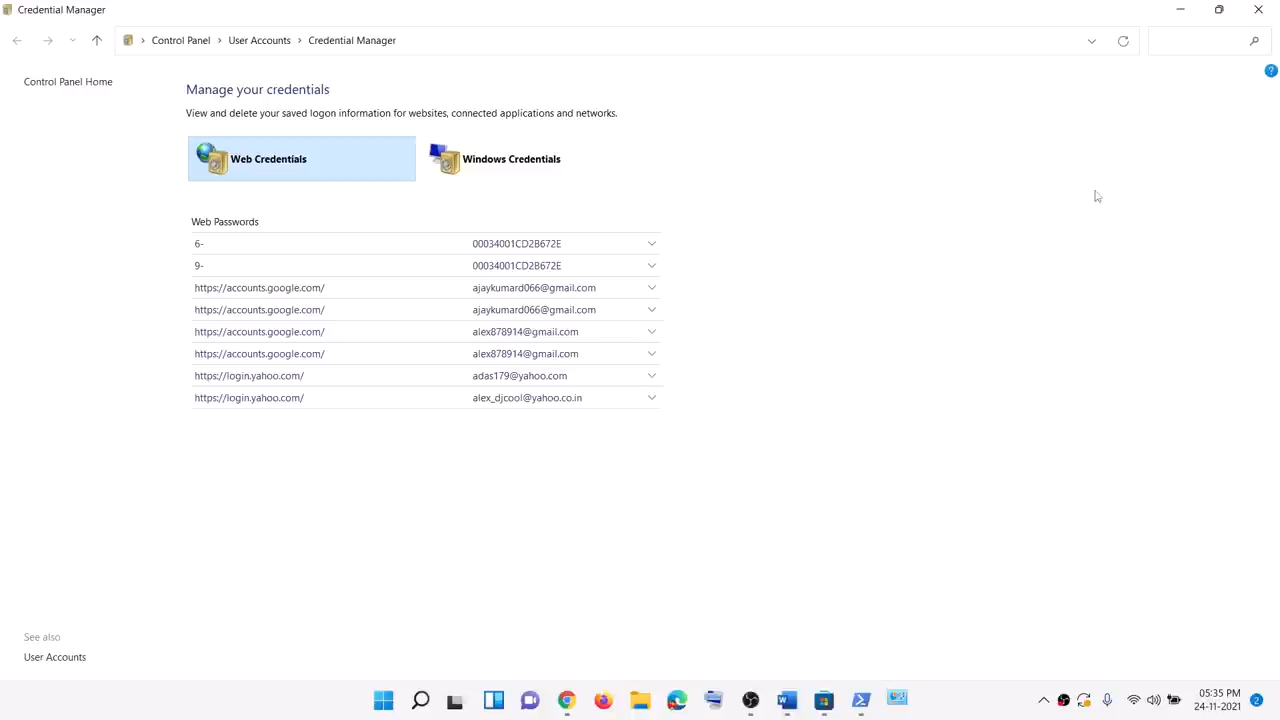 Credential Manager
Control Panel > User Accounts > Credential Manager
Control Panel Home
?
Manage your credentials
View and delete your saved logon information for websites, connected applications and networks.
Web Credentials
Windows Credentials
Web Passwords
6- 00034001CD2B672E
9- 00034001CD2B672E
https://accounts.google.com/ ajaykumard066@gmail.com
https://accounts.google.com/ ajaykumard066@gmail.com
https://accounts.google.com/ alex878914@gmail.com
https://accounts.google.com/ alex878914@gmail.com
https://login.yahoo.com/ adas179@yahoo.com
https://login.yahoo.com/ alex_djcool@yahoo.co.in
See also
User Accounts
05:35 PM
24-11-2021
2